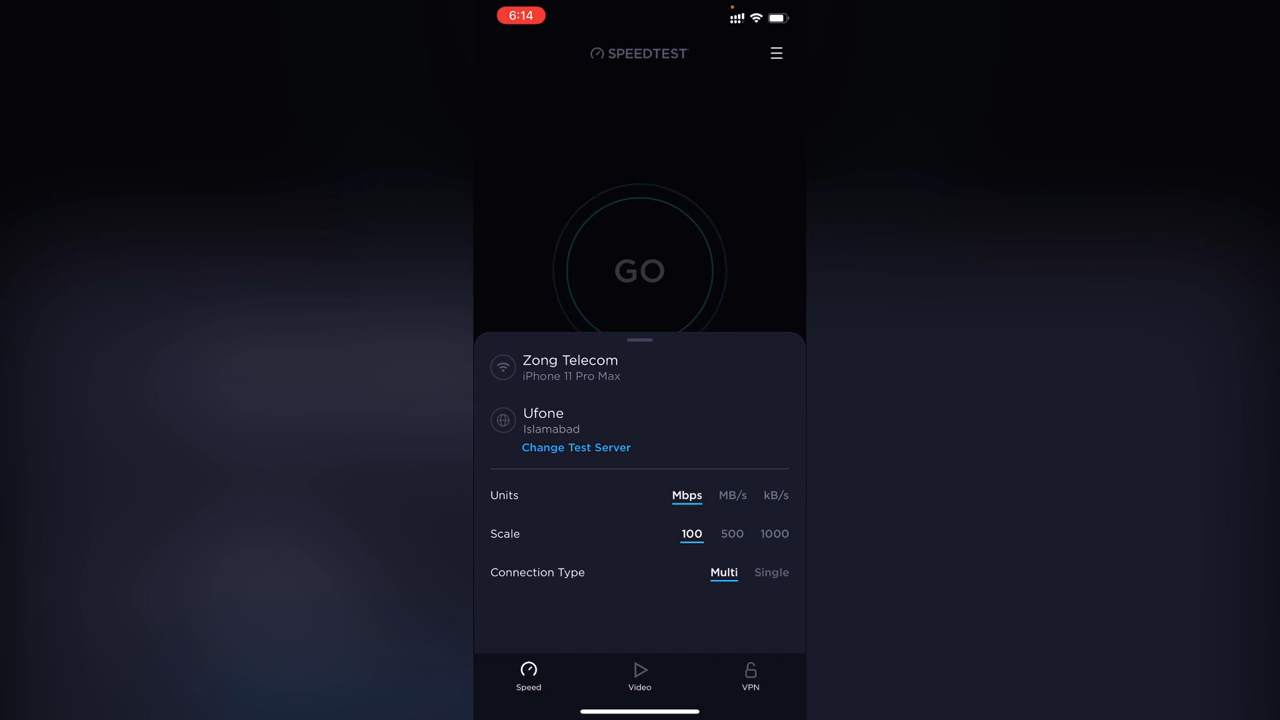 6:14
SPEEDTEST
GO
Zong Telecom
iPhone 11 Pro Max
Ufone
Islamabad
Change Test Server
Units Mbps MB/s kB/s
Scale 100 500 1000
Connection Type Multi Single
Speed Video VPN